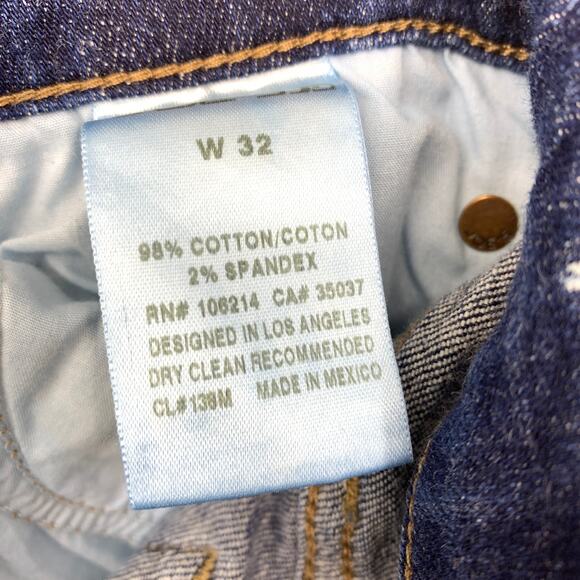 W 32
98% COTTON/COTON
2% SPANDEX
RN# 106214 CA# 35037
DESIGNED IN LOS ANGELES
DRY CLEAN RECOMMENDED
CL#138M MADE IN MEXICO